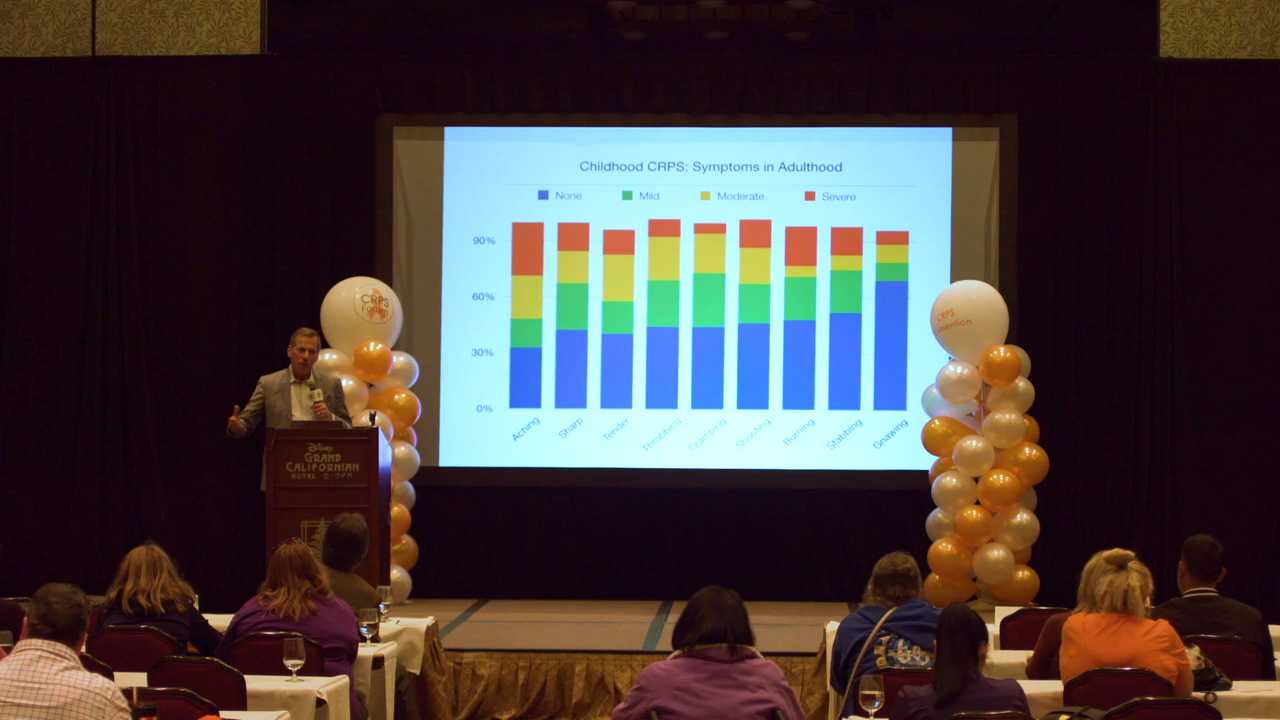 Childhood CRPS: Symptoms in Adulthood
None Mild Moderate Severe
90%
60%
30%
0%
Aching Sharp Tender Throbbing Cramping Shooting Burning Stabbing Gnawing
CRPS
Forum
CRPS
Disney
GRAND
CALIFORNIAN
HOTEL & SPA